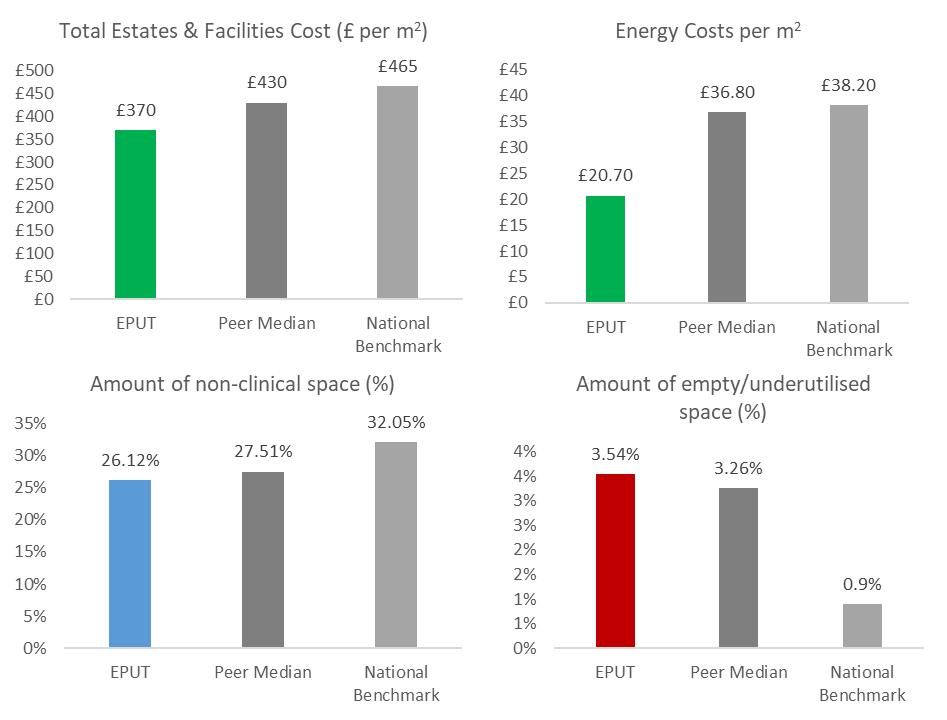 Total Estates & Facilities Cost (£ per m²)
£500
£450
£400
£350
£300
£250
£200
£150
£100
£50
£0
£370
£430
£465
EPUT
Peer Median
National
Benchmark
Energy Costs per m²
£45
£40
£35
£30
£25
£20
£15
£10
£5
£0
£20.70
£36.80
£38.20
EPUT
Peer Median
National
Benchmark
Amount of non-clinical space (%)
35%
30%
25%
20%
15%
10%
5%
0%
26.12%
27.51%
32.05%
EPUT
Peer Median
National
Benchmark
Amount of empty/underutilised
space (%)
4%
4%
3%
3%
2%
2%
1%
1%
0%
3.54%
3.26%
0.9%
EPUT
Peer Median
National
Benchmark